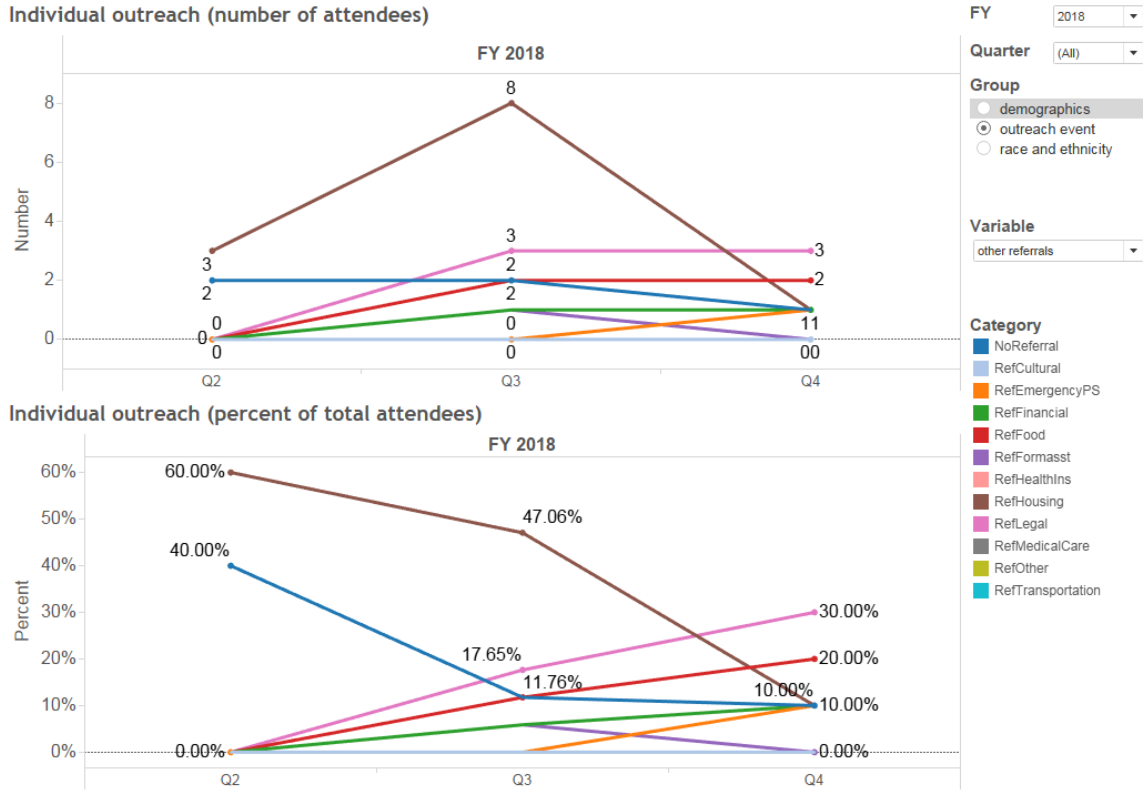 Individual outreach (number of attendees)
FY 2018
8
6
4
2
0
Number
8
3
3
3
2
2
2
2
0
0
0
11
0
0
00
Q2
Q3
Q4
Individual outreach (percent of total attendees)
FY 2018
60%
50%
40%
30%
20%
10%
0%
Percent
60.00%
47.06%
40.00%
30.00%
17.65%
20.00%
11.76%
10.00%
10.00%
0.00%
0.00%
Q2
Q3
Q4
FY
2018
Quarter
(All)
Group
demographics
outreach event
race and ethnicity
Variable
other referrals
Category
NoReferral
RefCultural
RefEmergencyPS
RefFinancial
RefFood
RefFormasst
RefHealthIns
RefHousing
RefLegal
RefMedicalCare
RefOther
RefTransportation